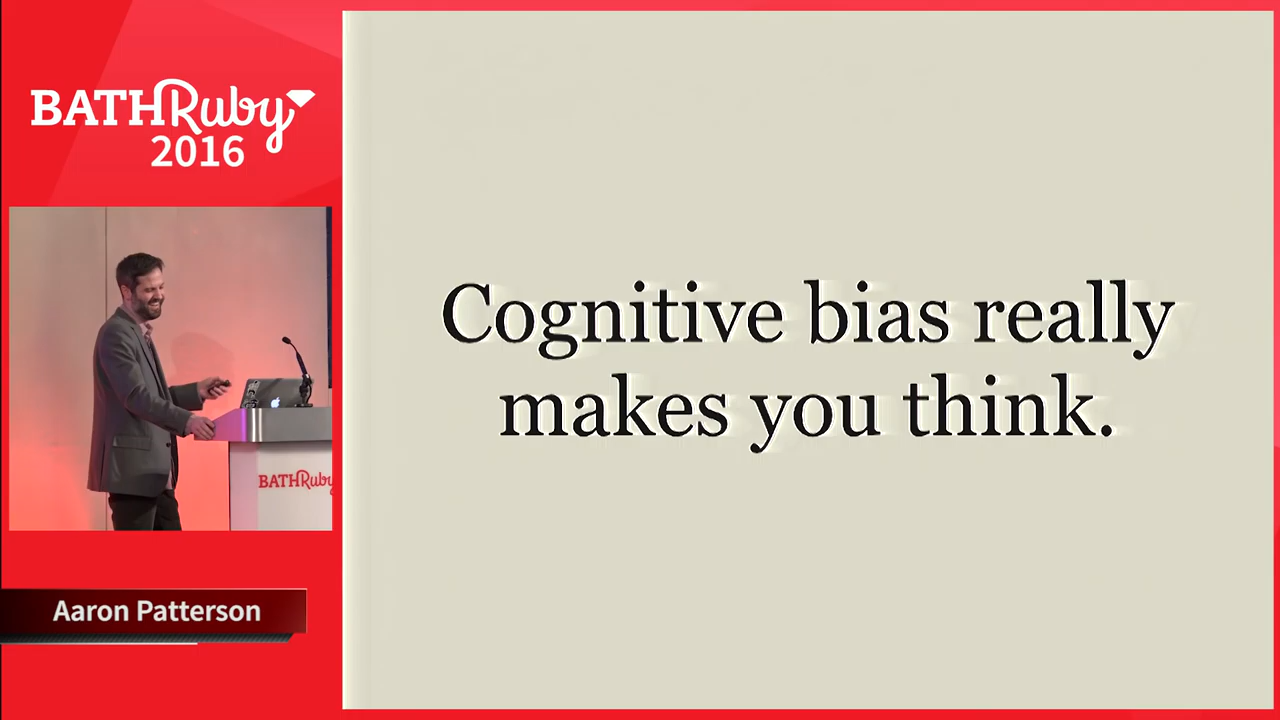 BATHRuby
2016
Cognitive bias really
makes you think.
BATHRuby
Aaron Patterson